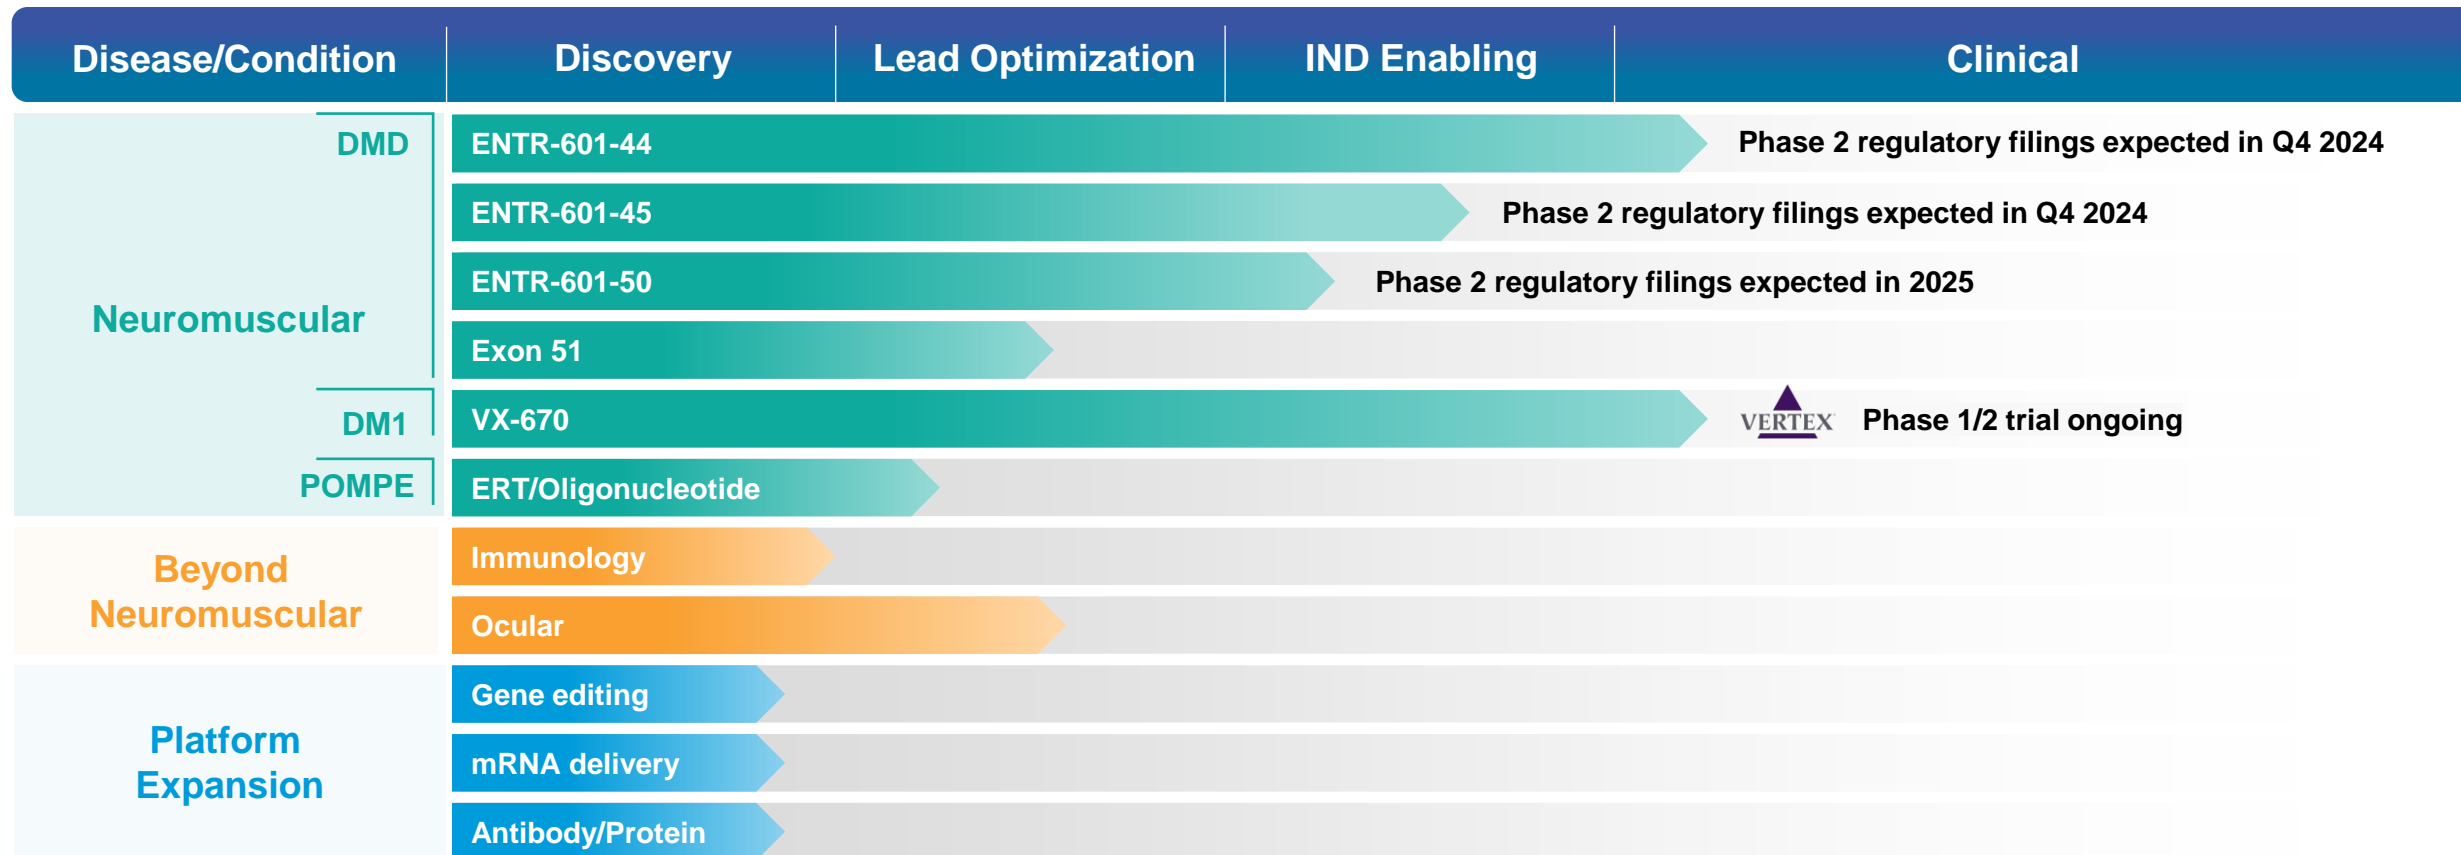 Disease/Condition
Discovery
Lead Optimization
IND Enabling
Clinical
DMD
ENTR-601-44
Phase 2 regulatory filings expected in Q4 2024
ENTR-601-45
Phase 2 regulatory filings expected in Q4 2024
ENTR-601-50
Phase 2 regulatory filings expected in 2025
Neuromuscular
Exon 51
DM1
VX-670
VERTEX
Phase 1/2 trial ongoing
POMPE
ERT/Oligonucleotide
Beyond
Neuromuscular
Immunology
Ocular
Platform
Expansion
Gene editing
mRNA delivery
Antibody/Protein